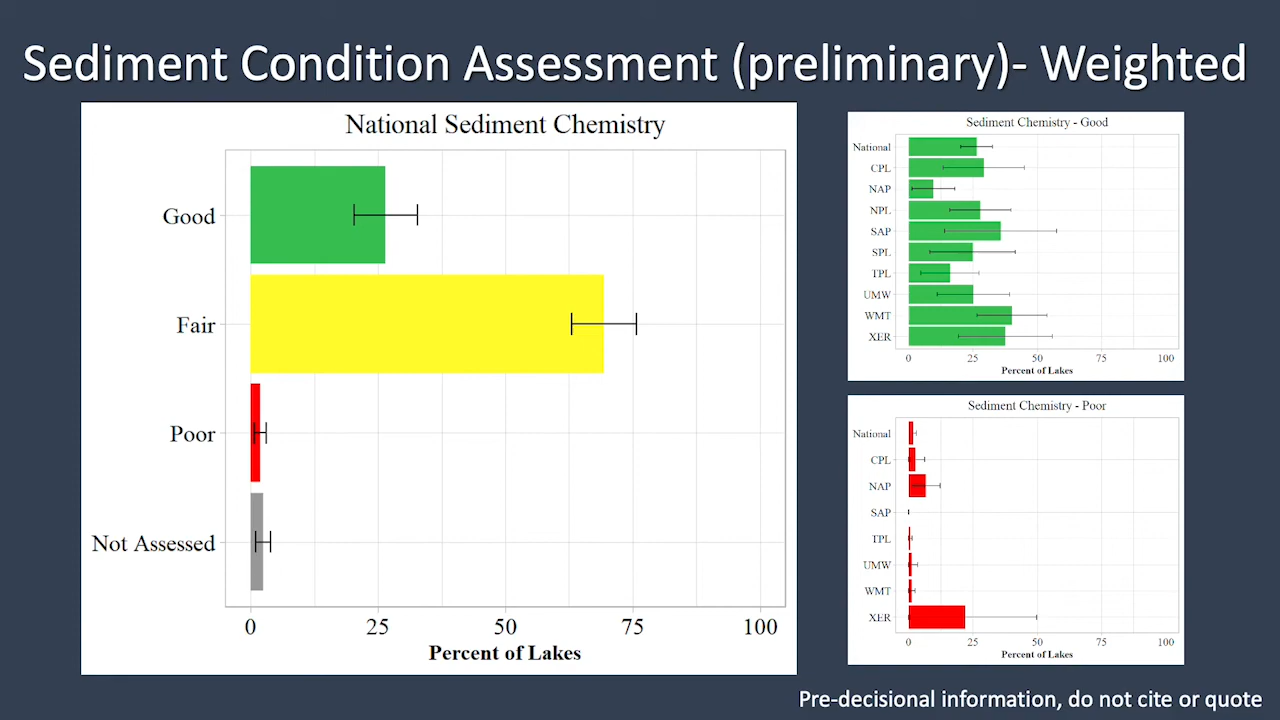 Sediment Condition Assessment (preliminary)- Weighted
National Sediment Chemistry
Good
Fair
Poor
Not Assessed
0 25 50 75 100
Percent of Lakes
Sediment Chemistry - Good
National
CPL
NAP
NPL
SAP
SPL
TPL
UMW
WMT
XER
0 25 50 75 100
Percent of Lakes
Sediment Chemistry - Poor
National
CPL
NAP
SAP
TPL
UMW
WMT
XER
0 25 50 75 100
Percent of Lakes
Pre-decisional information, do not cite or quote